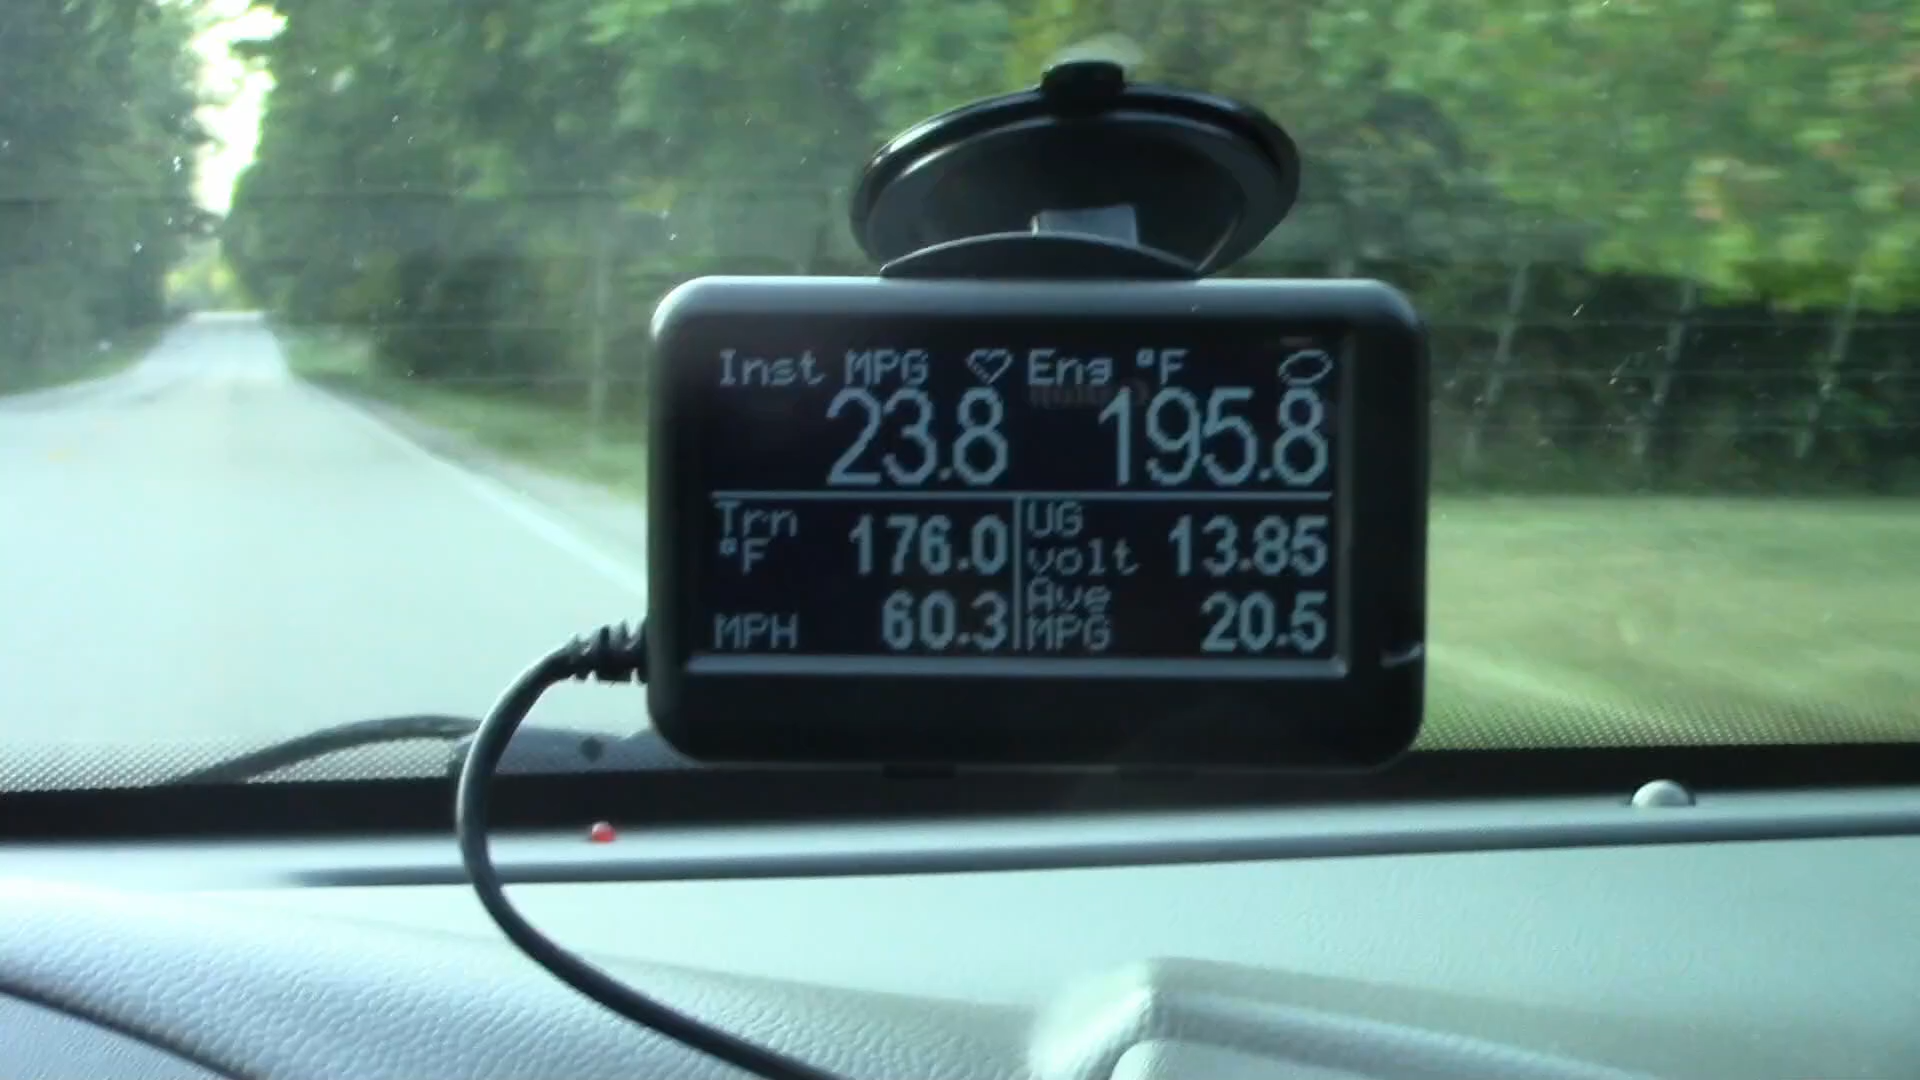 Inst MPG Eng °F
23.8 195.8
Trn °F 176.0 UG volt 13.85
MPH 60.3 Ave MPG 20.5